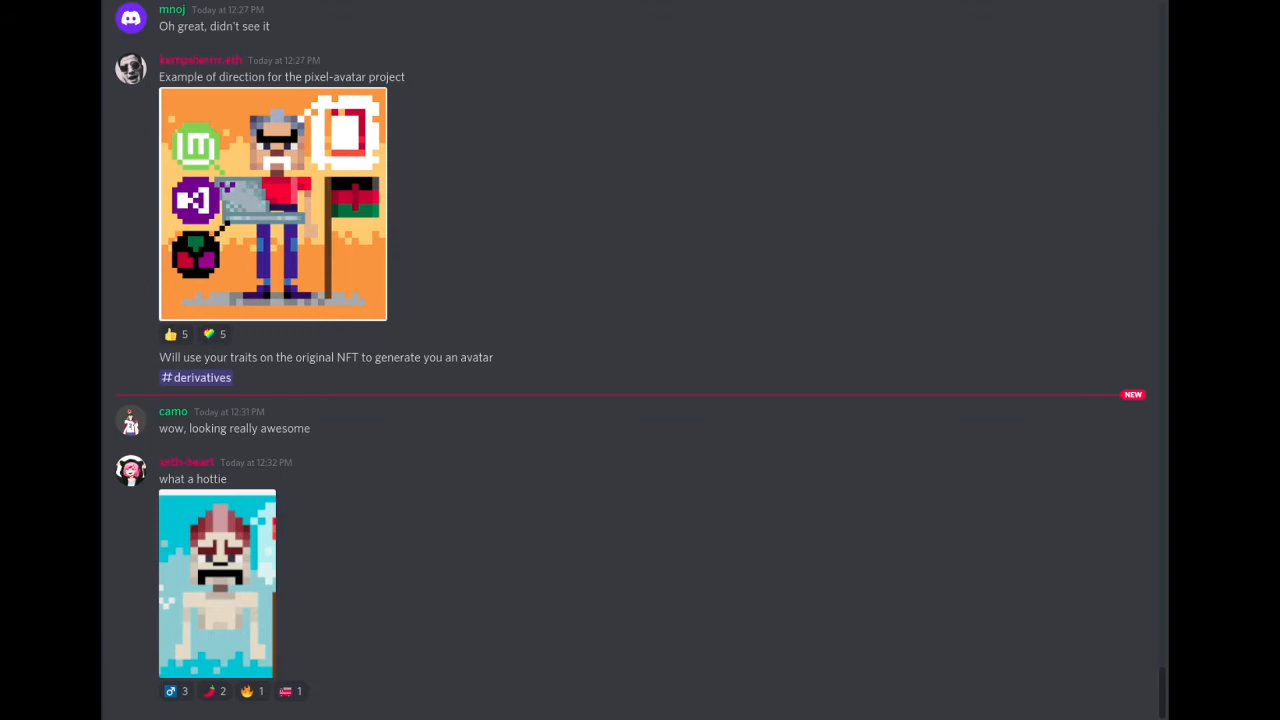 mnoj Today at 12:27 PM
Oh great, didn't see it
kempsterrr.eth Today at 12:27 PM
Example of direction for the pixel-avatar project
5 5
Will use your traits on the original NFT to generate you an avatar
#derivatives
NEW
camo Today at 12:31 PM
wow, looking really awesome
Today at 12:32 PM
what a hottie
3 2 1 1